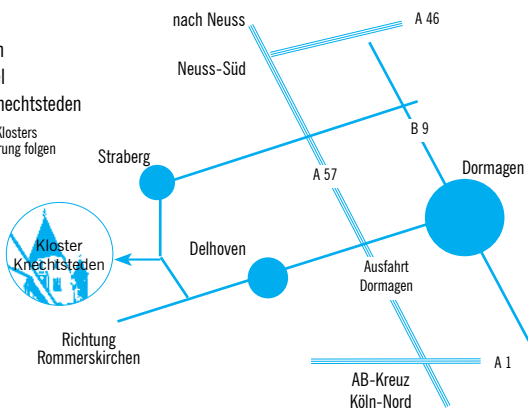 nach Neuss
A 46
Neuss-Süd
nechtsteden
Klosters
rung folgen
B 9
Straberg
A 57
Dormagen
Kloster
Knechtsteden
Delhoven
Ausfahrt
Dormagen
Richtung
Rommerskirchen
A 1
AB-Kreuz
Köln-Nord